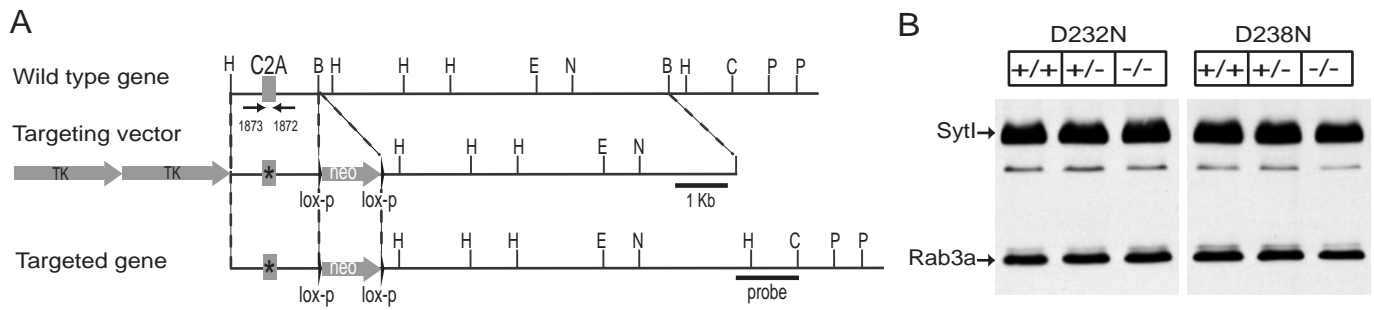 A
H C2A B H H H E N B H C P P
Wild type gene
1873 1872
Targeting vector
H H H E N
TK TK * neo
lox-p lox-p
1 Kb
H H H E N H C P P
Targeted gene
* neo
lox-p lox-p
probe
B
D232N D238N
+/+ +/- -/- +/+ +/- -/-
SytI
Rab3a